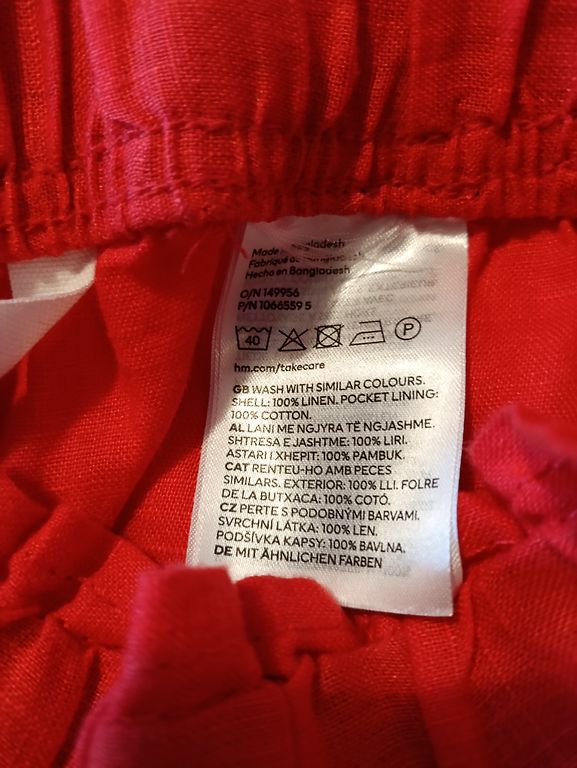 Made in Bangladesh
Fabriqué au Bangladesh
Hecho en Bangladesh
O/N 149956
P/N 1066559 5
40
P
hm.com/takecare
GB WASH WITH SIMILAR COLOURS.
SHELL: 100% LINEN. POCKET LINING:
100% COTTON.
AL LANI ME NGJYRA TË NGJASHME.
SHTRESA E JASHTME: 100% LIRI.
ASTARI I XHEPIT: 100% PAMBUK.
CAT RENTEU-HO AMB PECES
SIMILARS. EXTERIOR: 100% LLI. FOLRE
DE LA BUTXACA: 100% COTÓ.
CZ PERTE S PODOBNÝMI BARVAMI.
SVRCHNÍ LÁTKA: 100% LEN.
PODŠÍVKA KAPSY: 100% BAVLNA.
DE MIT ÄHNLICHEN FARBEN